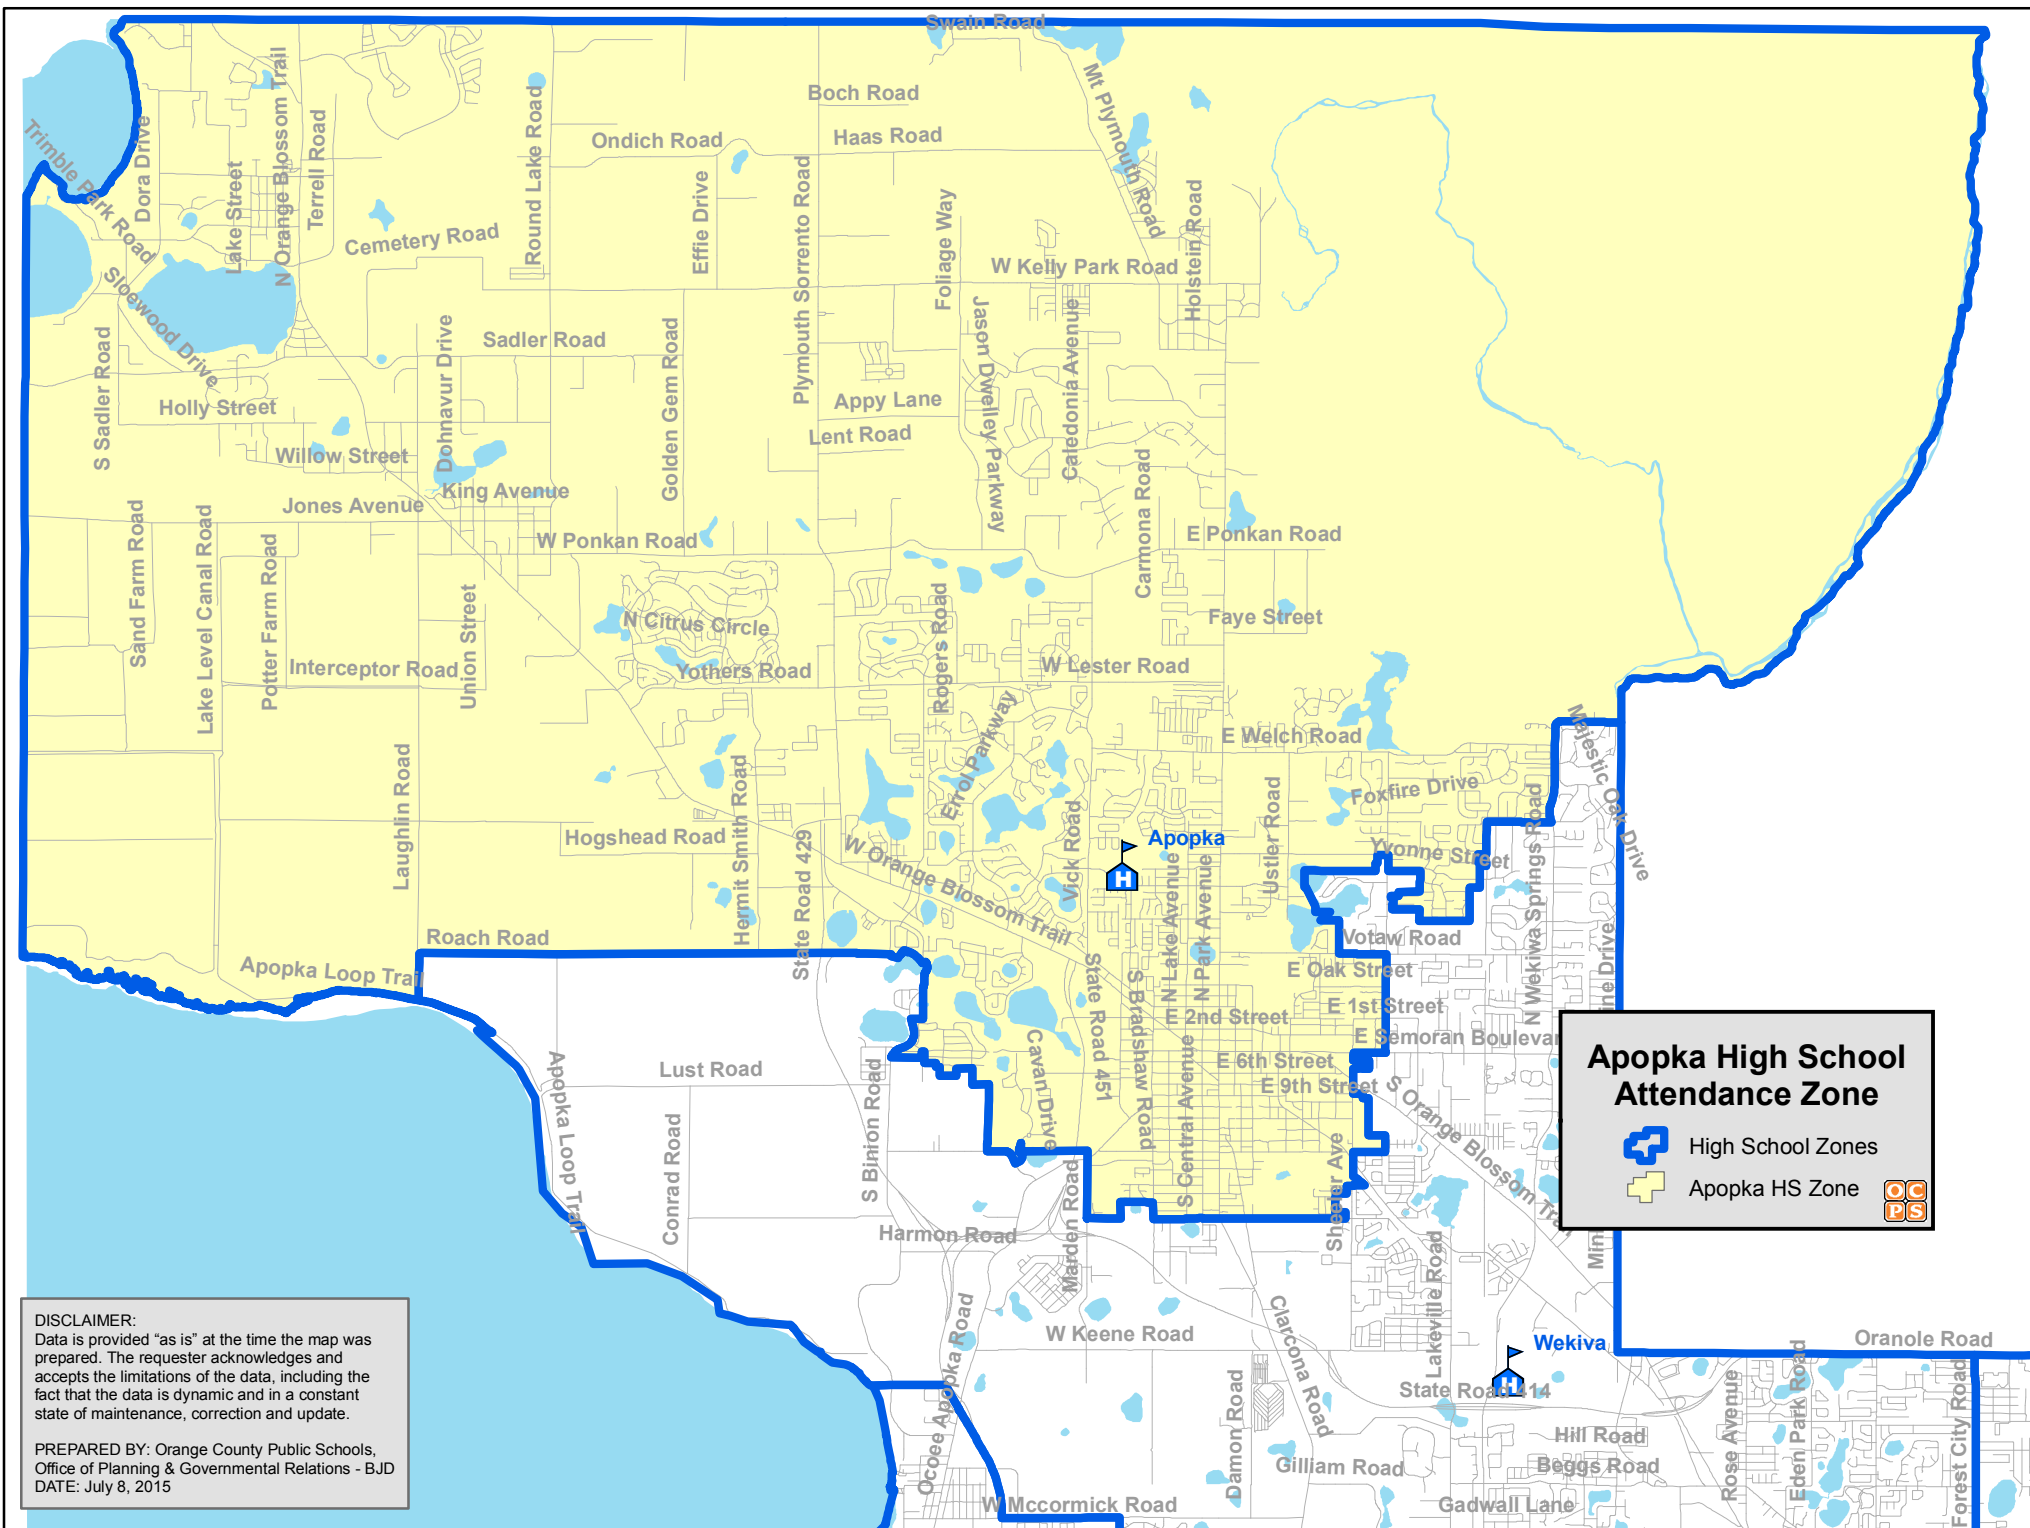 Swain Road
Boch Road
Haas Road
Ondich Road
Mt Plymouth Road
Trimble Park Road
Dora Drive
Lake Street
N Orange Blossom Trail
Terrell Road
Round Lake Road
Cemetery Road
Effie Drive
Plymouth Sorrento Road
Foliage Way
W Kelly Park Road
Holstein Road
Sloewood Drive
S Sadler Road
Holly Street
Dohnavur Drive
Sadler Road
Golden Gem Road
Appy Lane
Lent Road
Jason Dwelley Parkway
Caledonia Avenue
Carmona Road
Willow Street
King Avenue
Jones Avenue
W Ponkan Road
E Ponkan Road
Sand Farm Road
Lake Level Canal Road
Potter Farm Road
Interceptor Road
Union Street
N Citrus Circle
Yothers Road
Rogers Road
W Lester Road
Faye Street
Errol Parkway
E Welch Road
Majestic Oak Drive
Foxfire Drive
Yvonne Street
Laughlin Road
Hogshead Road
Hermit Smith Road
State Road 429
W Orange Blossom Trail
Vick Road
Apopka
H
N Lake Avenue
N Park Avenue
Ustler Road
N Wekiwa Springs Road
Votaw Road
Roach Road
Apopka Loop Trail
E Oak Street
E 1st Street
E 2nd Street
E Semoran Boulevar
E 6th Street
E 9th Street
State Road 451
S Bradshaw Road
S Central Avenue
Cavan Drive
Lust Road
Apopka Loop Trail
Conrad Road
S Binion Road
Harmon Road
Marden Road
Sheeler Ave
S Orange Blossom Trail
ine Drive
Min
Apopka High School
Attendance Zone
High School Zones
Apopka HS Zone
OC
PS
Lakeville Road
Clarcona Road
W Keene Road
Wekiva
H
State Road 414
Oranole Road
Ocoee Apopka Road
Damon Road
Gilliam Road
Hill Road
Beggs Road
Gadwall Lane
Rose Avenue
Eden Park Road
Forest City Road
W Mccormick Road
DISCLAIMER:
Data is provided “as is” at the time the map was
prepared. The requester acknowledges and
accepts the limitations of the data, including the
fact that the data is dynamic and in a constant
state of maintenance, correction and update.
PREPARED BY: Orange County Public Schools,
Office of Planning & Governmental Relations - BJD
DATE: July 8, 2015